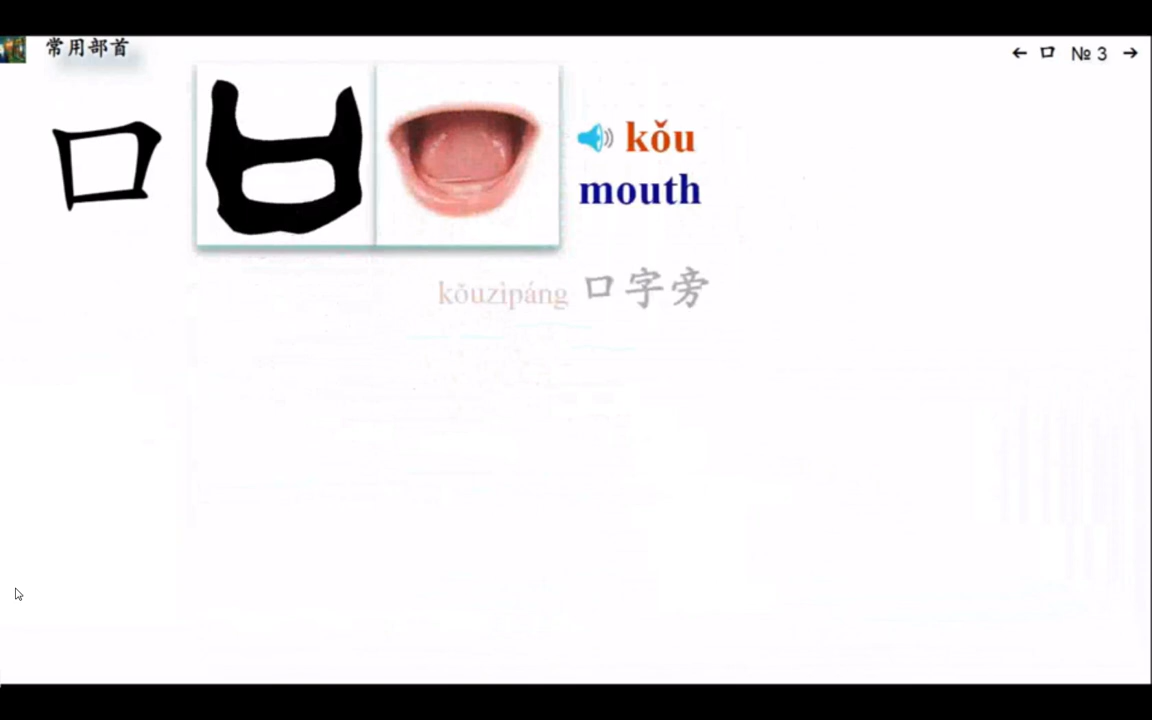 常用部首
← 口 № 3 →
口
kǒu
mouth
kǒuzìpáng 口字旁